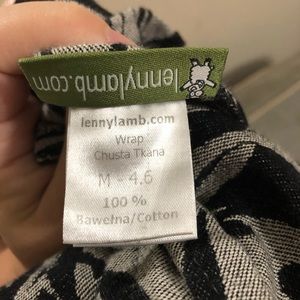 lennylamb.com
lennylamb.com
Wrap
Chusta Tkana
M - 4.6
100 %
Bawełna/Cotton